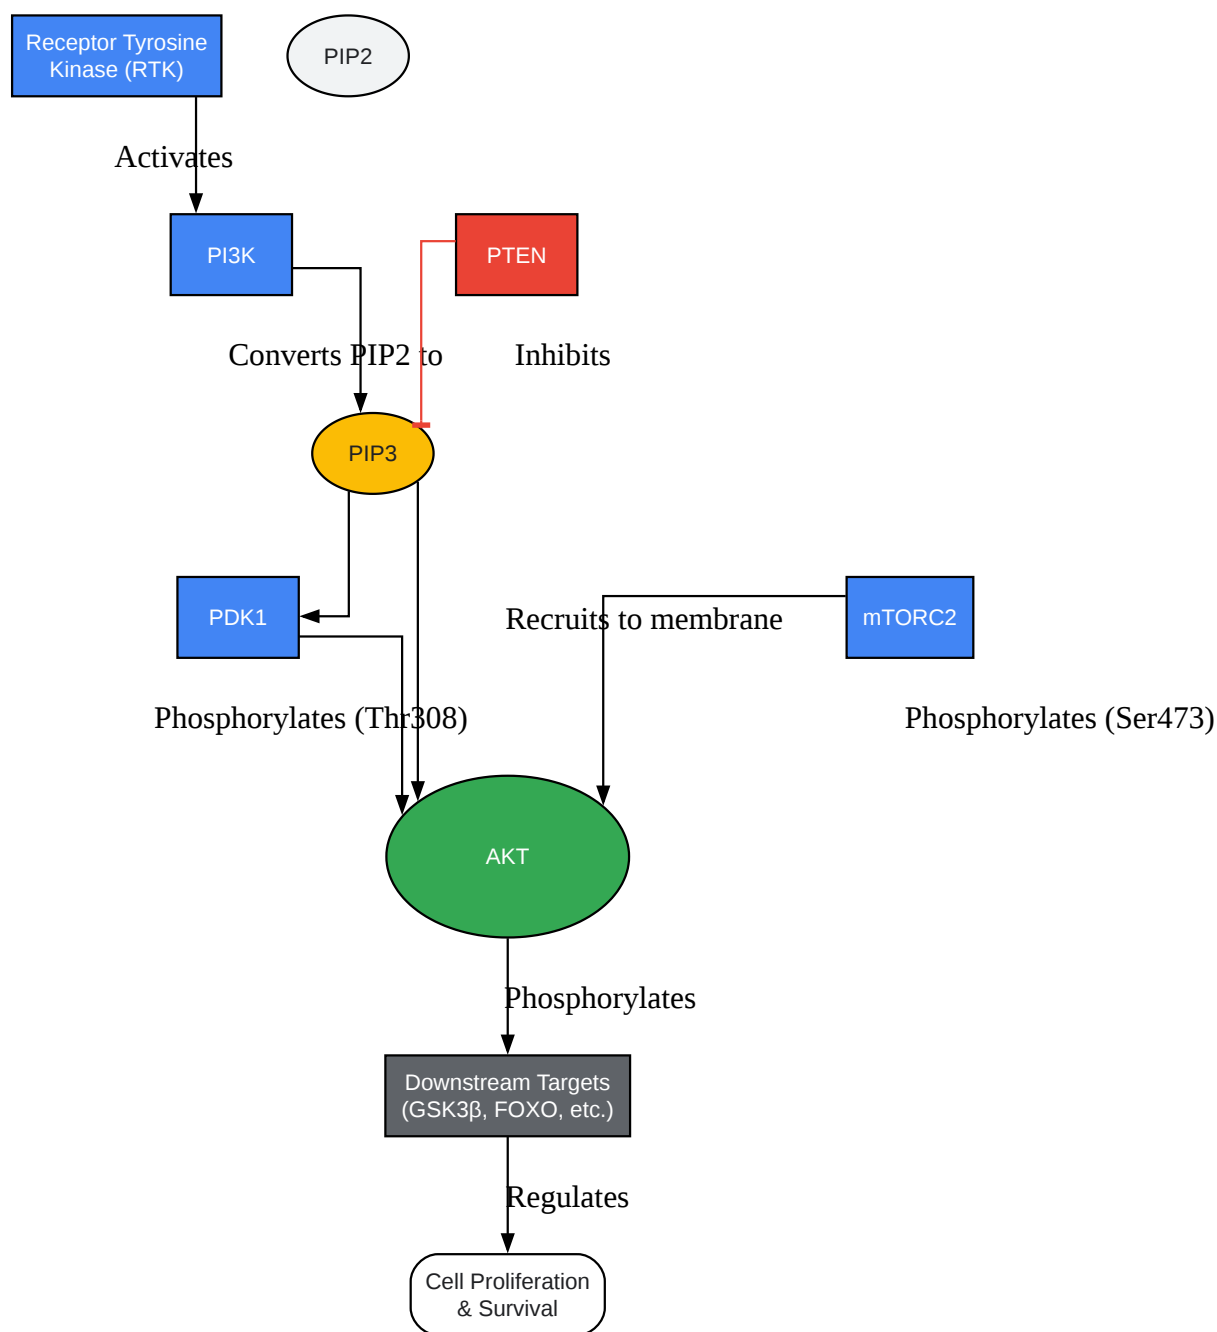 Receptor Tyrosine
Kinase (RTK)
PIP2
Activates
PI3K
PTEN
Converts PIP2 to
Inhibits
PIP3
PDK1
Recruits to membrane
mTORC2
Phosphorylates (Thr308)
Phosphorylates (Ser473)
AKT
Phosphorylates
Downstream Targets
(GSK3β, FOXO, etc.)
Regulates
Cell Proliferation
& Survival